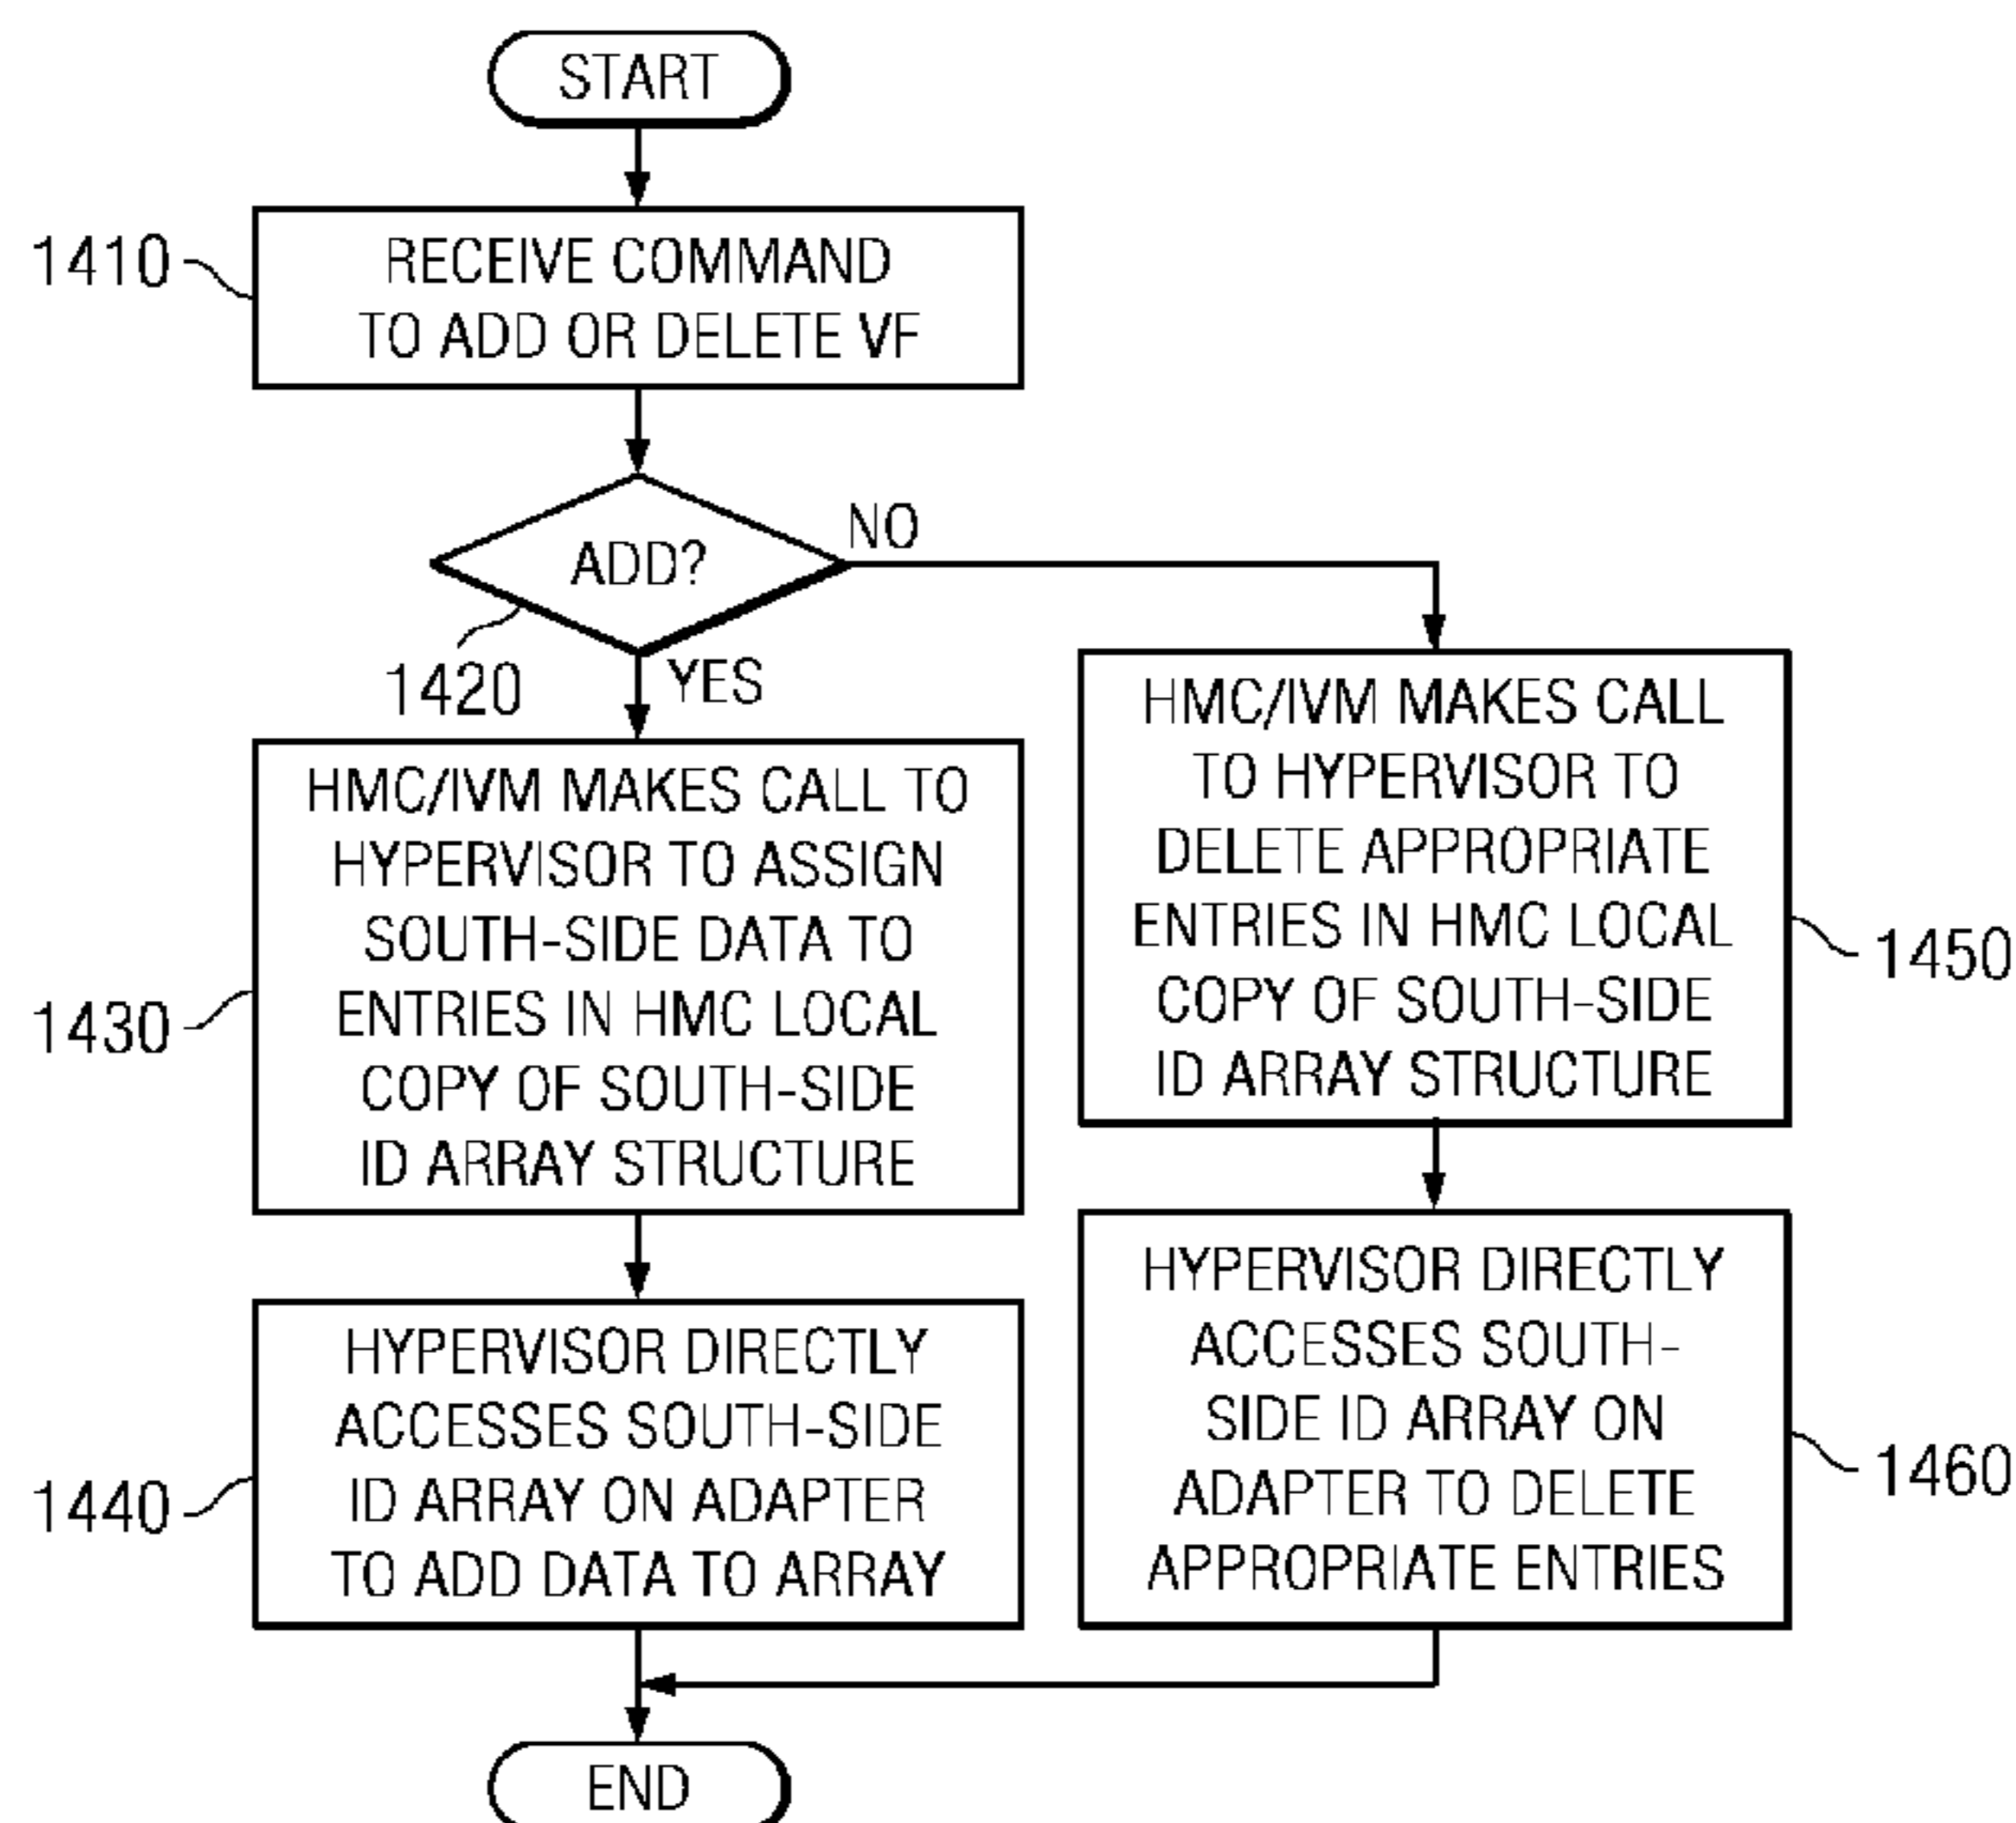 START
1410
RECEIVE COMMAND
TO ADD OR DELETE VF
ADD?
NO
1420
YES
HMC/IVM MAKES CALL TO
HYPERVISOR TO ASSIGN
SOUTH-SIDE DATA TO
ENTRIES IN HMC LOCAL
COPY OF SOUTH-SIDE
ID ARRAY STRUCTURE
1430
HYPERVISOR DIRECTLY
ACCESSES SOUTH-SIDE
ID ARRAY ON ADAPTER
TO ADD DATA TO ARRAY
1440
HMC/IVM MAKES CALL
TO HYPERVISOR TO
DELETE APPROPRIATE
ENTRIES IN HMC LOCAL
COPY OF SOUTH-SIDE
ID ARRAY STRUCTURE
1450
HYPERVISOR DIRECTLY
ACCESSES SOUTH-
SIDE ID ARRAY ON
ADAPTER TO DELETE
APPROPRIATE ENTRIES
1460
END